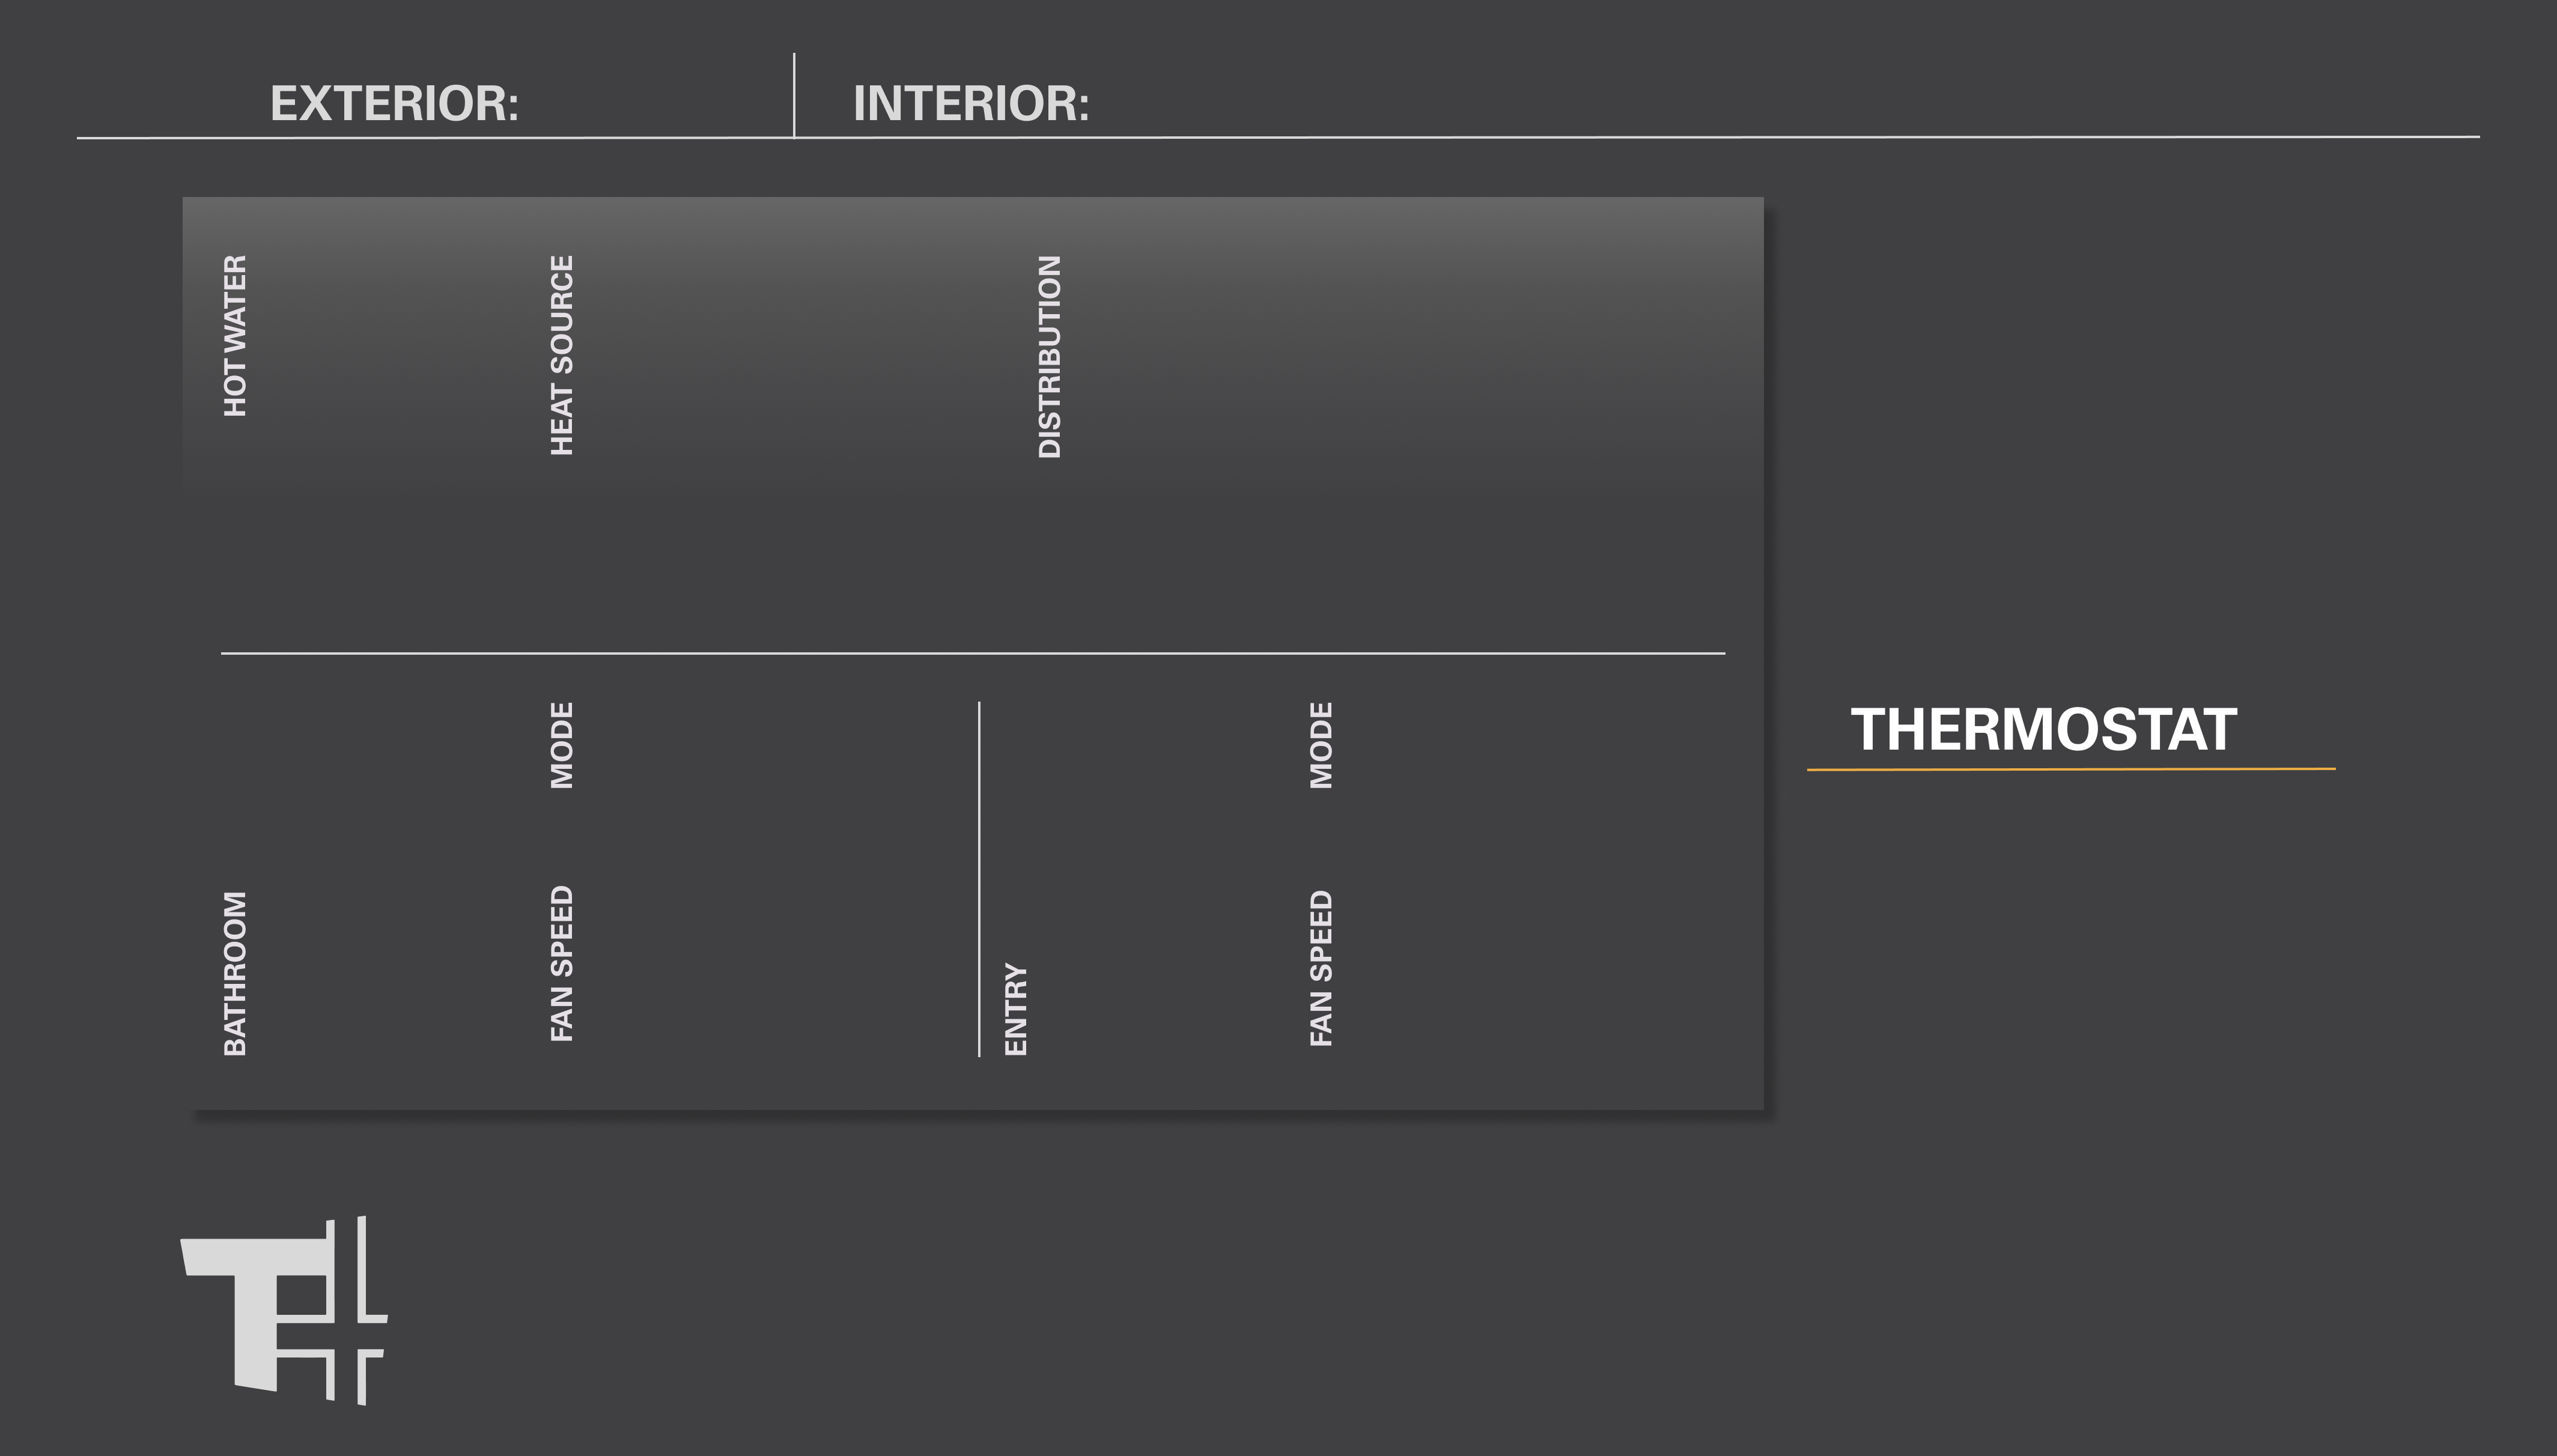 EXTERIOR:
INTERIOR:
HOT WATER
HEAT SOURCE
DISTRIBUTION
MODE
MODE
THERMOSTAT
BATHROOM
FAN SPEED
ENTRY
FAN SPEED